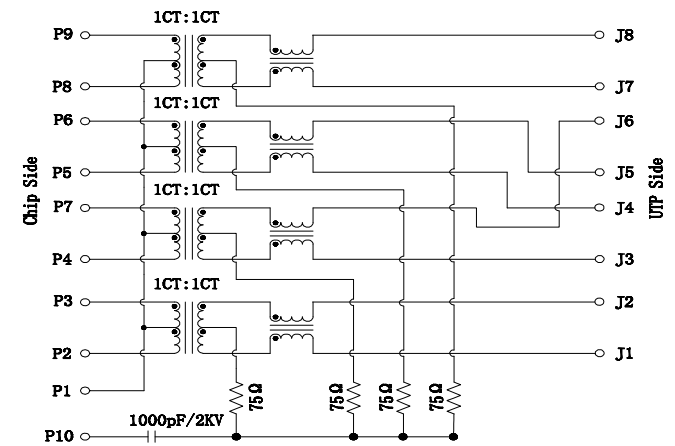 1CT:1CT
P9
J8
P8
J7
1CT:1CT
P6
J6
P5
J5
1CT:1CT
P7
J4
P4
J3
1CT:1CT
P3
J2
P2
J1
Chip Side
UTP Side
P1
75Ω
75Ω
75Ω
75Ω
1000pF/2KV
P10